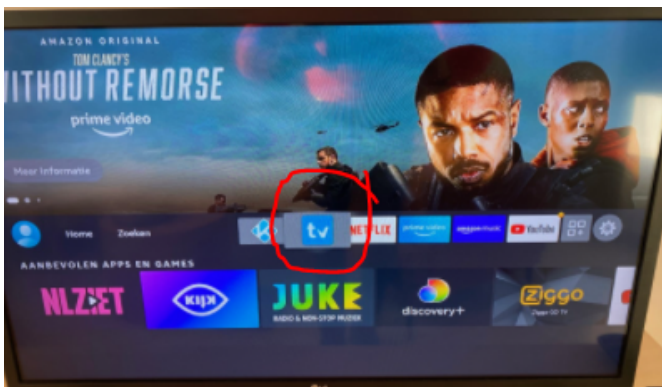 AMAZON ORIGINAL
TOM CLANCY'S
WITHOUT REMORSE
prime video
Meer informatie
Home Zoeken tv NETFLIX prime video amazon music YouTube
AANBEVOLEN APPS EN GAMES
NLZIET KIJK JUKE discovery+ Ziggo
RADIO & NON-STOP MUZIEK